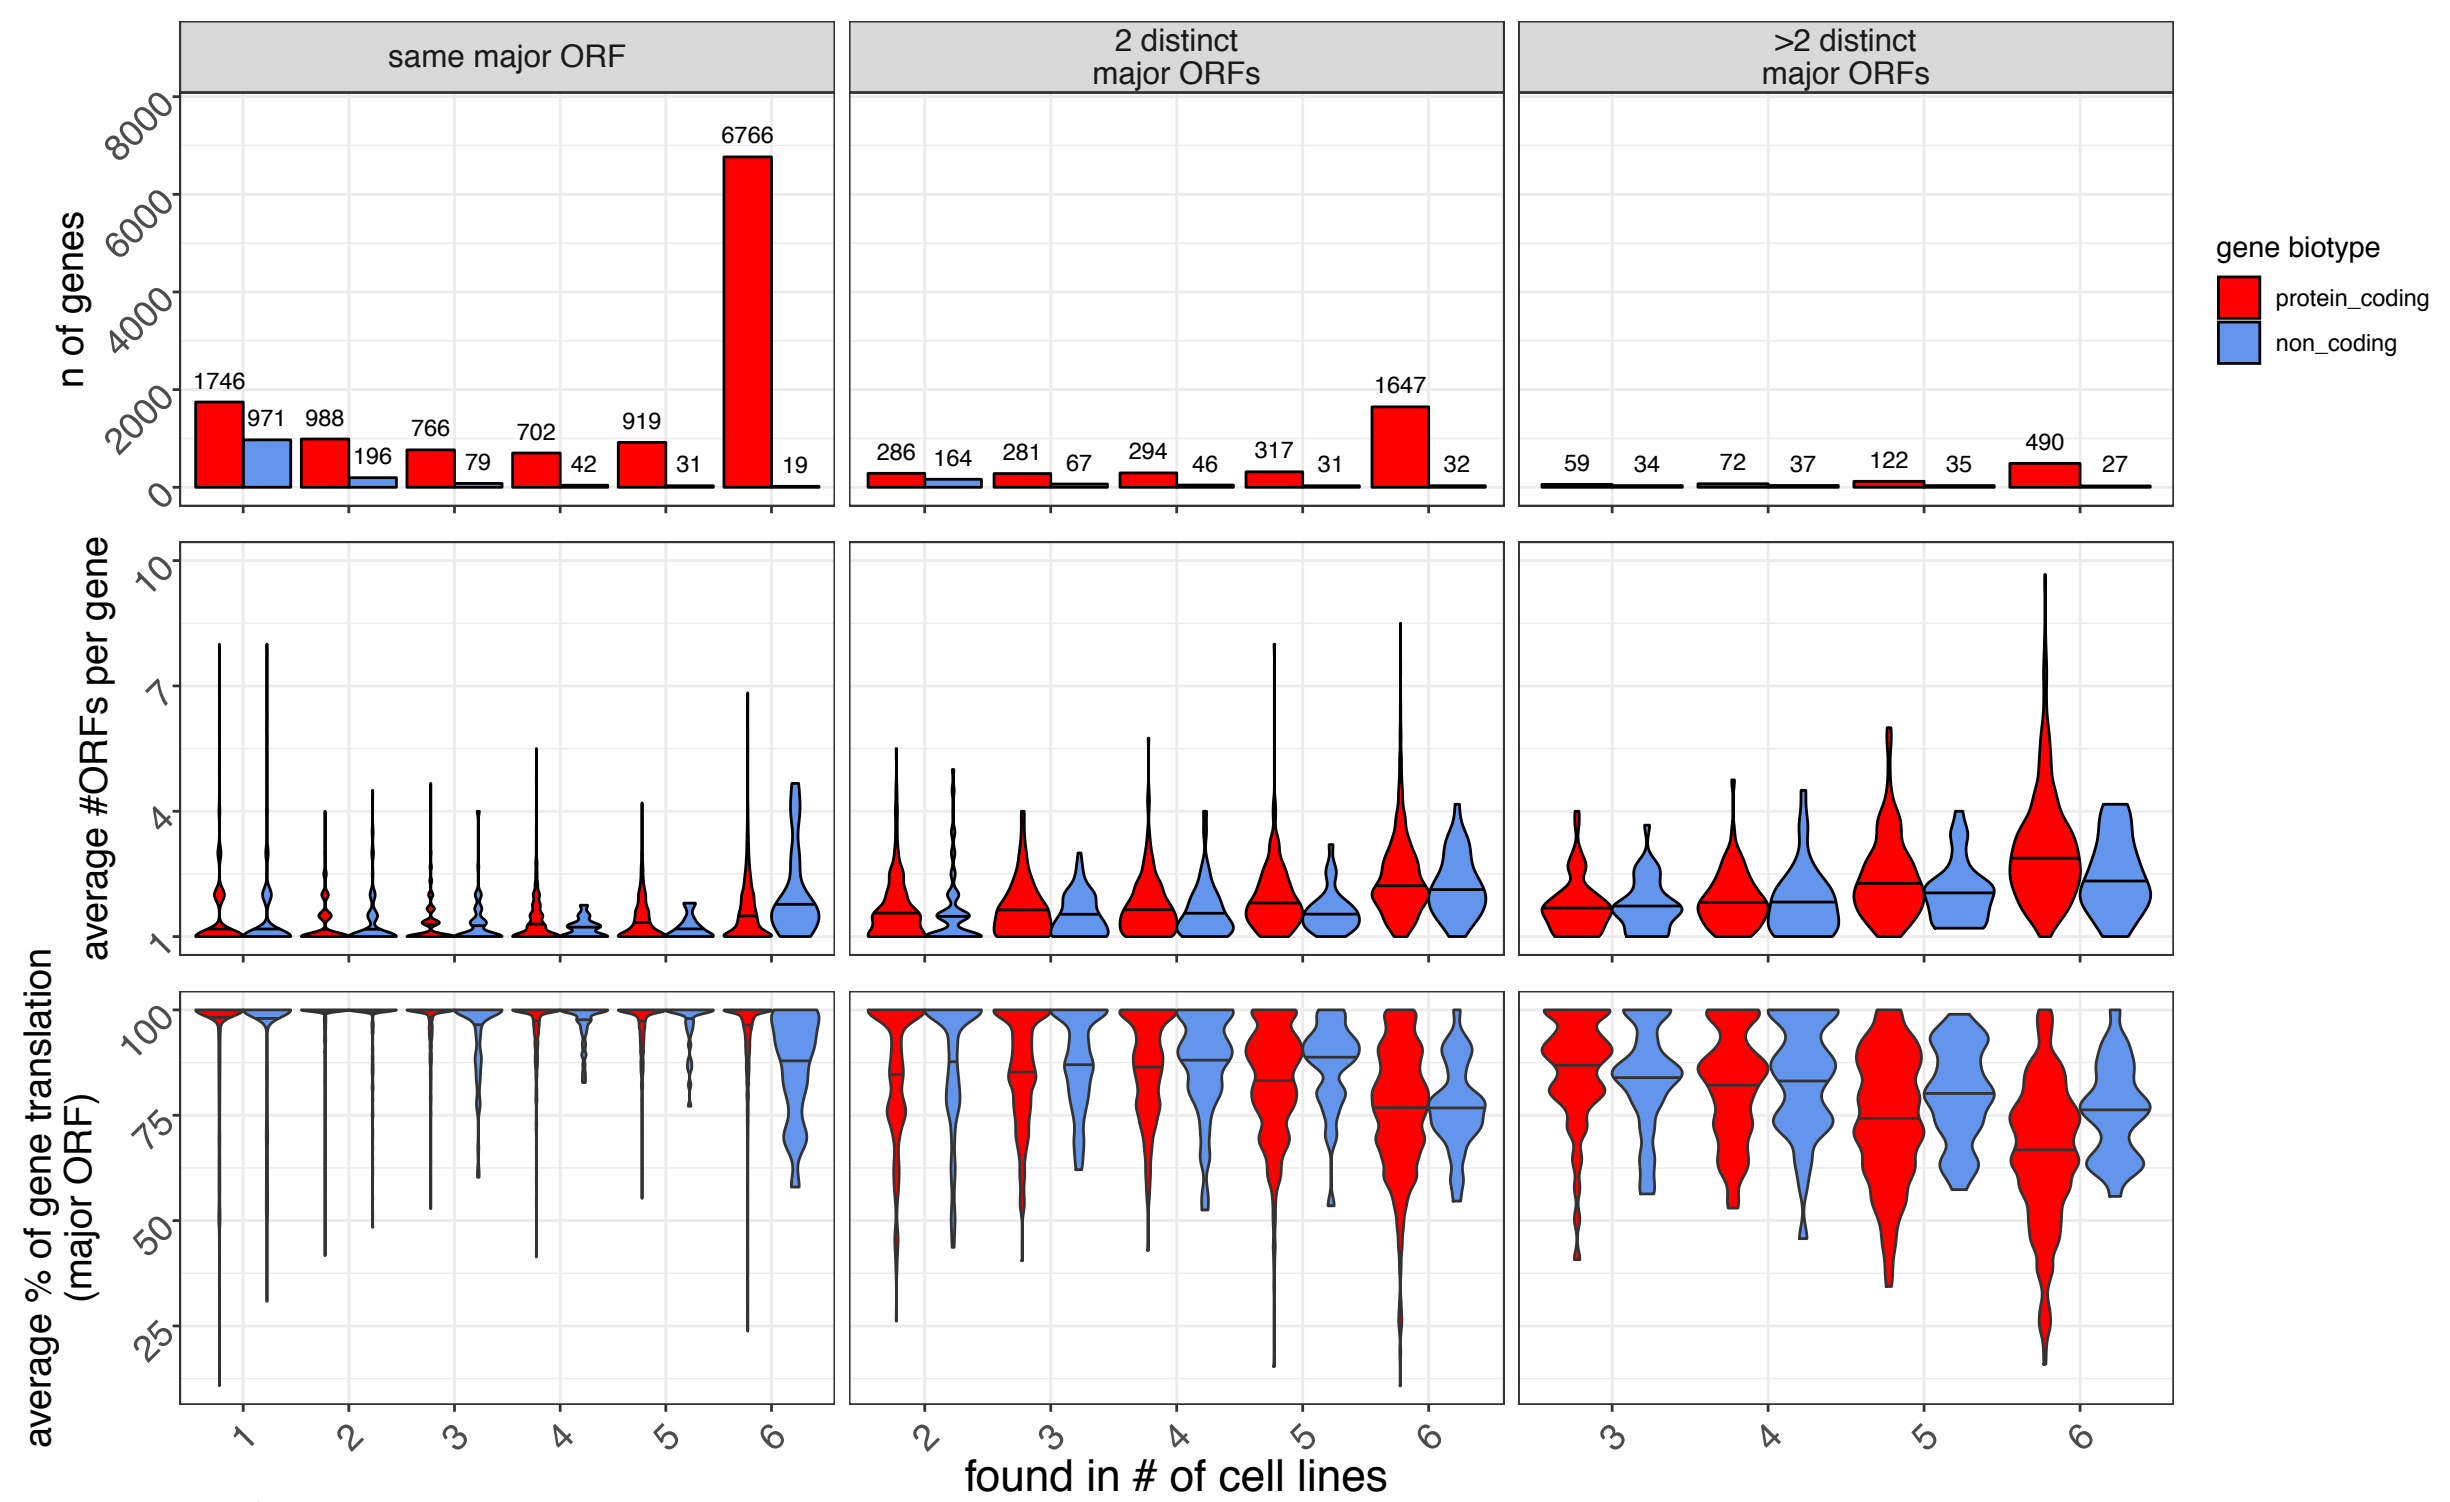 same major ORF
2 distinct
major ORFs
>2 distinct
major ORFs
n of genes
8000
6000
4000
2000
0
1746
971
988
196
766
79
702
42
919
31
6766
19
286
164
281
67
294
46
317
31
1647
32
59
34
72
37
122
35
490
27
gene biotype
protein_coding
non_coding
average #ORFs per gene
10
7
4
1
average % of gene translation
(major ORF)
100
75
50
25
1 2 3 4 5 6
2 3 4 5 6
3 4 5 6
found in # of cell lines